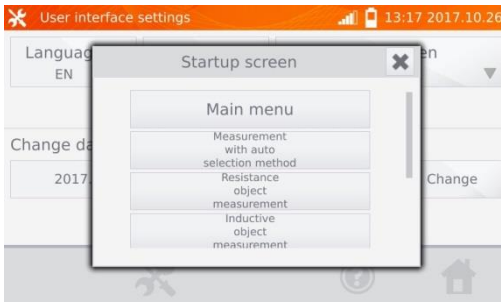 User interface settings 13:17 2017.10.26
Languag en
EN
Startup screen
Main menu
Measurement
with auto
selection method
Resistance
object
measurement
Inductive
object
measurement
Change da
2017. Change